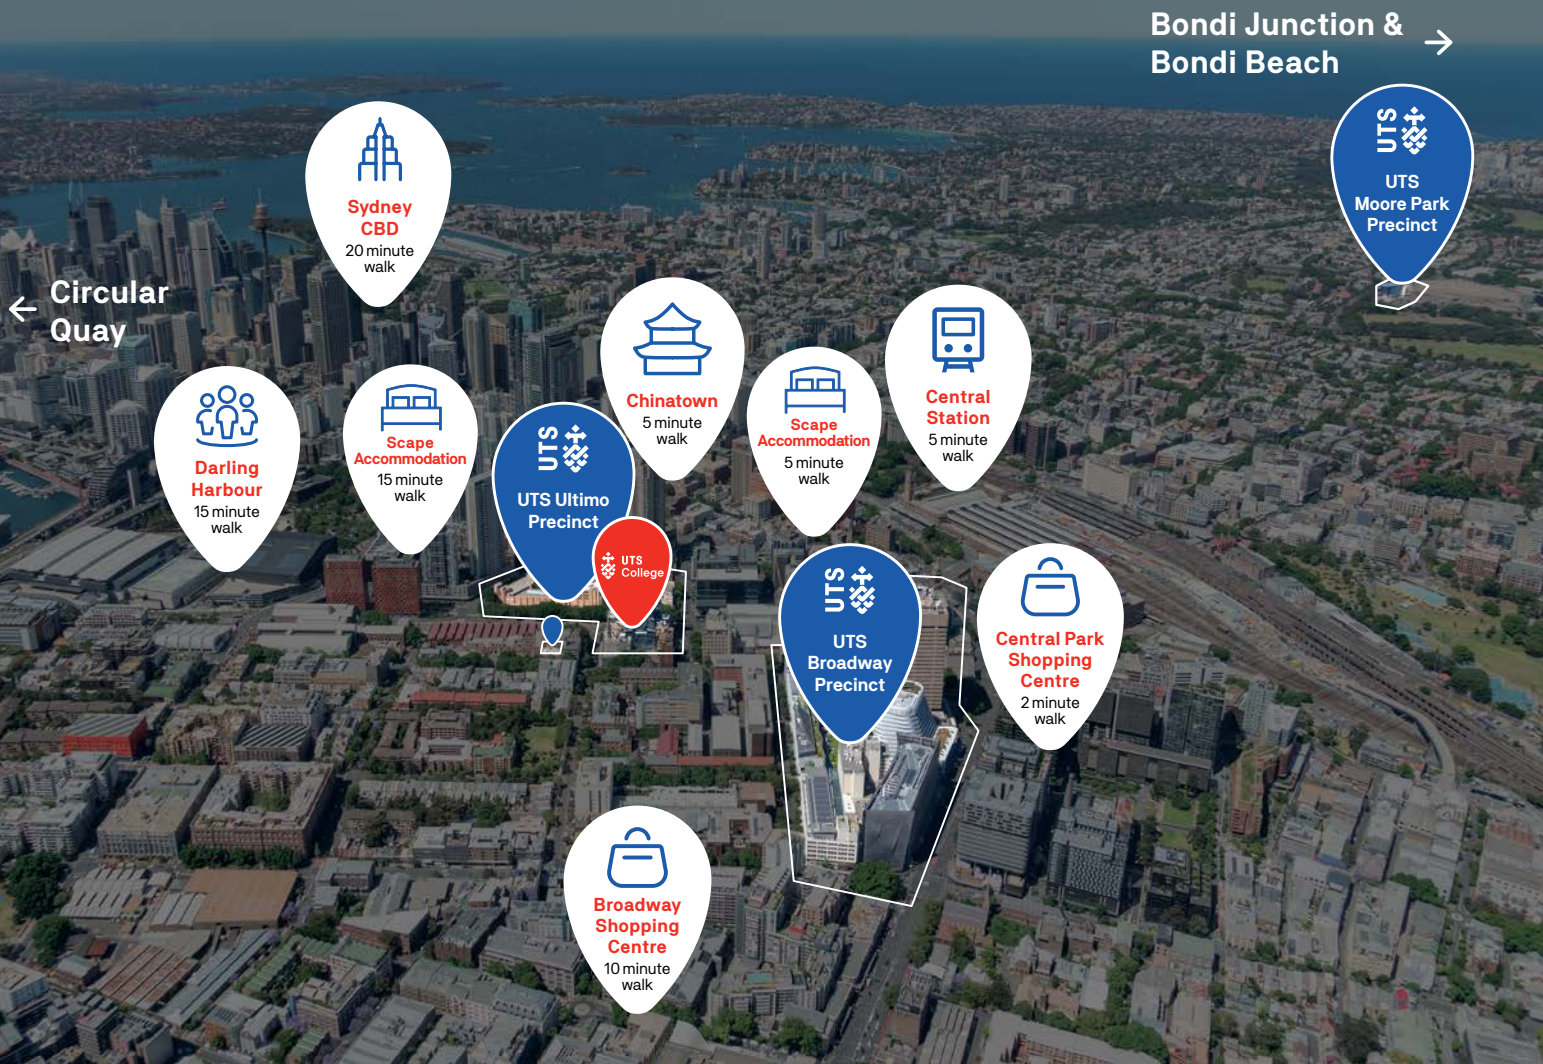 Bondi Junction &
Bondi Beach
UTS
UTS
Moore Park
Precinct
Sydney
CBD
20 minute
walk
Circular
Quay
Chinatown
5 minute
walk
Central
Station
5 minute
walk
Darling
Harbour
15 minute
walk
Scape
Accommodation
15 minute
walk
UTS
UTS Ultimo
Precinct
Scape
Accommodation
5 minute
walk
UTS
College
UTS
UTS
Broadway
Precinct
Central Park
Shopping
Centre
2 minute
walk
Broadway
Shopping
Centre
10 minute
walk